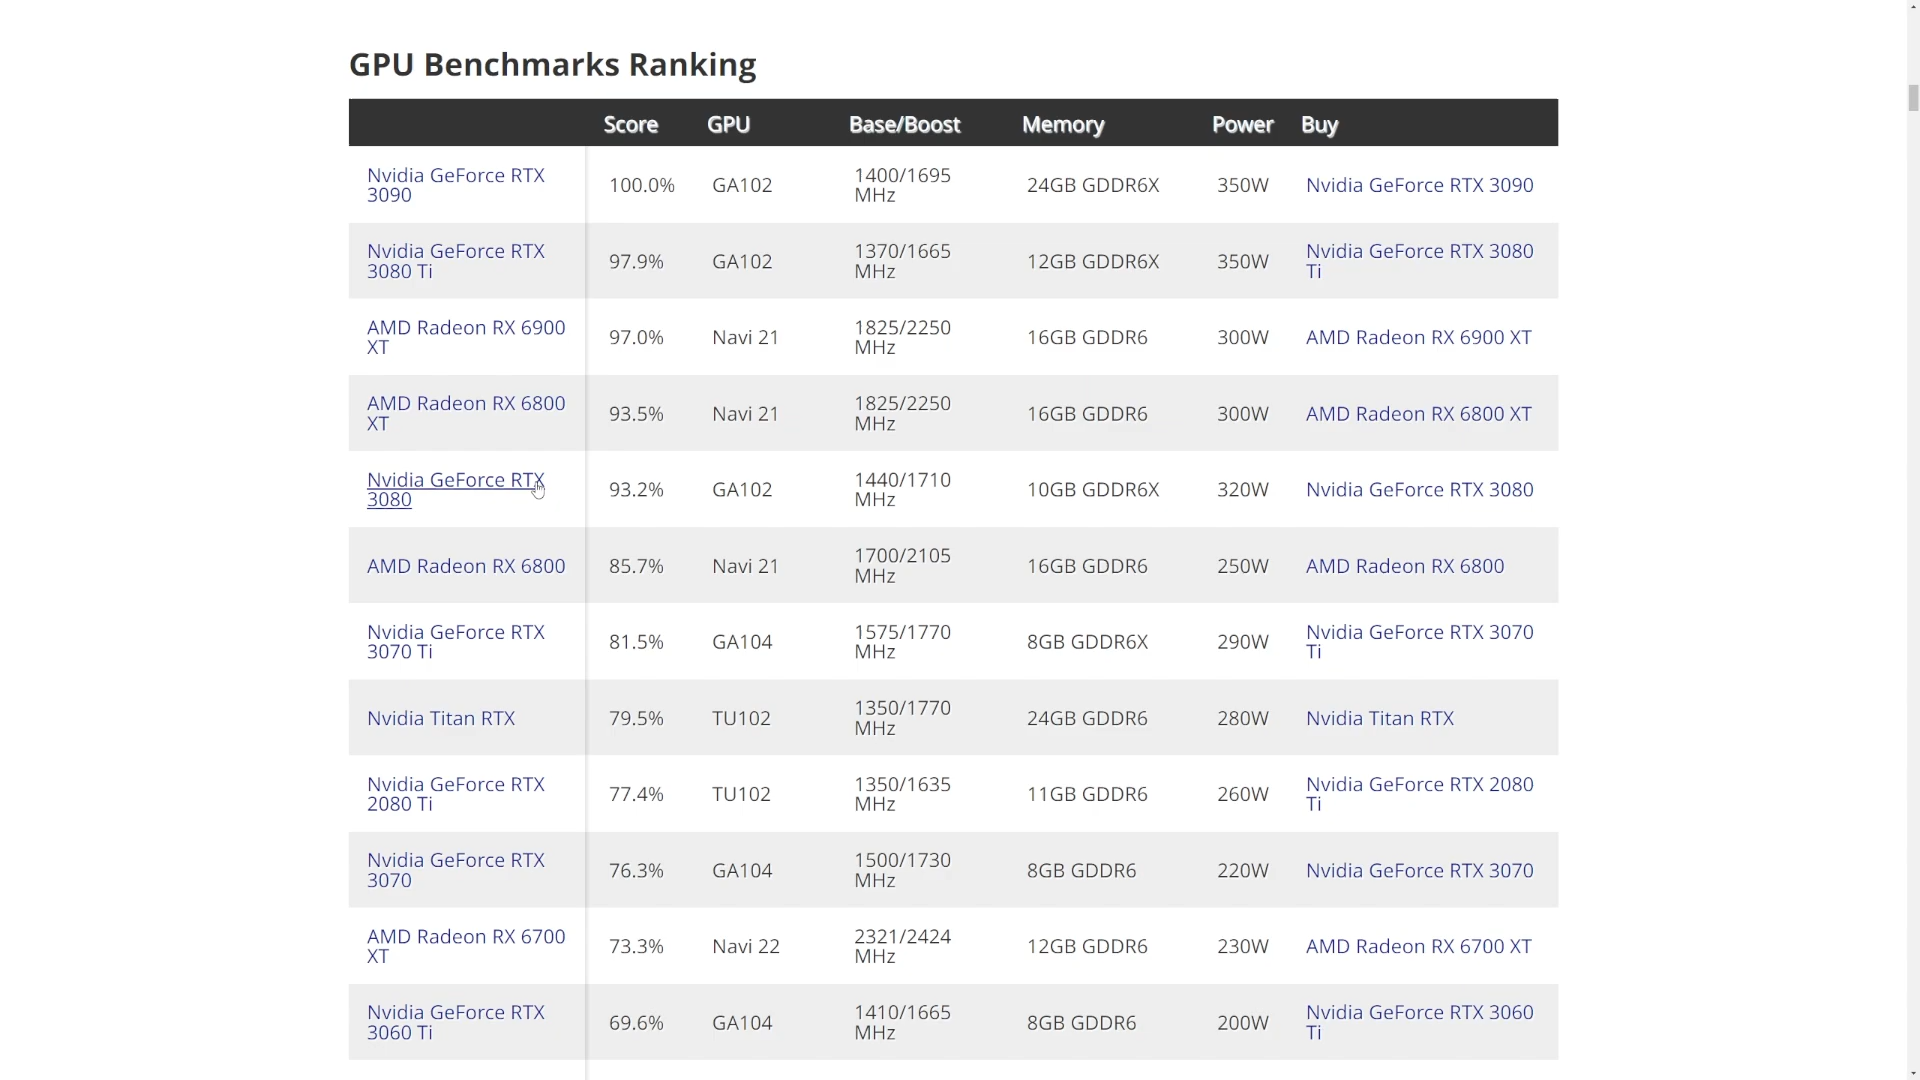 GPU Benchmarks Ranking
Score GPU Base/Boost Memory Power Buy
Nvidia GeForce RTX
3090
100.0% GA102
1400/1695
MHz
24GB GDDR6X 350W Nvidia GeForce RTX 3090
Nvidia GeForce RTX
3080 Ti
97.9% GA102
1370/1665
MHz
12GB GDDR6X 350W
Nvidia GeForce RTX 3080
Ti
AMD Radeon RX 6900
XT
97.0% Navi 21
1825/2250
MHz
16GB GDDR6 300W AMD Radeon RX 6900 XT
AMD Radeon RX 6800
XT
93.5% Navi 21
1825/2250
MHz
16GB GDDR6 300W AMD Radeon RX 6800 XT
Nvidia GeForce RTX
3080
93.2% GA102
1440/1710
MHz
10GB GDDR6X 320W Nvidia GeForce RTX 3080
AMD Radeon RX 6800 85.7% Navi 21
1700/2105
MHz
16GB GDDR6 250W AMD Radeon RX 6800
Nvidia GeForce RTX
3070 Ti
81.5% GA104
1575/1770
MHz
8GB GDDR6X 290W
Nvidia GeForce RTX 3070
Ti
Nvidia Titan RTX 79.5% TU102
1350/1770
MHz
24GB GDDR6 280W Nvidia Titan RTX
Nvidia GeForce RTX
2080 Ti
77.4% TU102
1350/1635
MHz
11GB GDDR6 260W
Nvidia GeForce RTX 2080
Ti
Nvidia GeForce RTX
3070
76.3% GA104
1500/1730
MHz
8GB GDDR6 220W Nvidia GeForce RTX 3070
AMD Radeon RX 6700
XT
73.3% Navi 22
2321/2424
MHz
12GB GDDR6 230W AMD Radeon RX 6700 XT
Nvidia GeForce RTX
3060 Ti
69.6% GA104
1410/1665
MHz
8GB GDDR6 200W
Nvidia GeForce RTX 3060
Ti